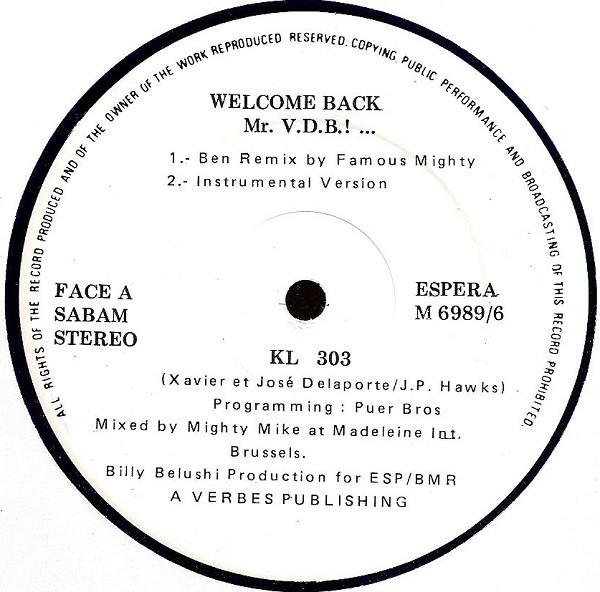 ALL RIGHTS OF THE RECORD PRODUCED AND OF THE OWNER OF THE WORK REPRODUCED RESERVED. COPYING PUBLIC PERFORMANCE AND BROADCASTING OF THIS RECORD PROHIBITED.
WELCOME BACK
Mr. V.D.B.! ...
1.- Ben Remix by Famous Mighty
2.- Instrumental Version
FACE A
SABAM
STEREO
ESPERA
M 6989/6
KL 303
(Xavier et José Delaporte/J.P. Hawks)
Programming : Puer Bros
Mixed by Mighty Mike at Madeleine Int.
Brussels.
Billy Belushi Production for ESP/BMR
A VERBES PUBLISHING